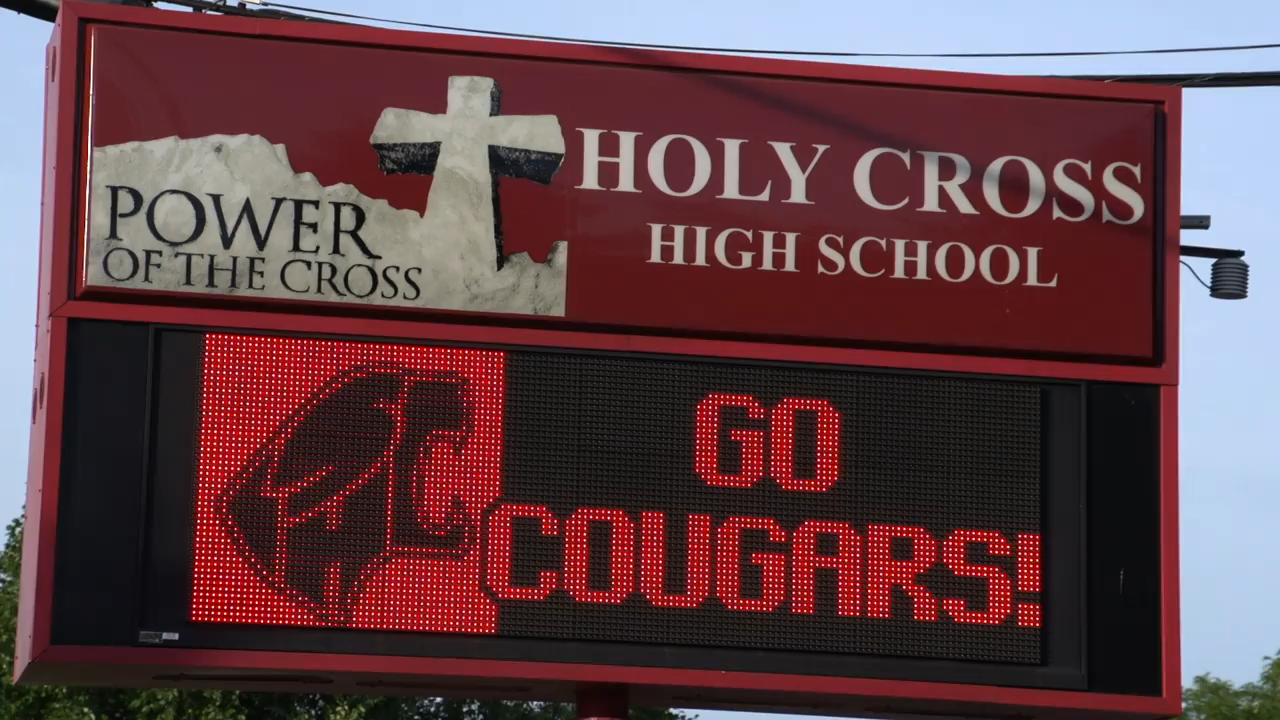 POWER
OF THE CROSS
HOLY CROSS
HIGH SCHOOL
GO
COUGARS!